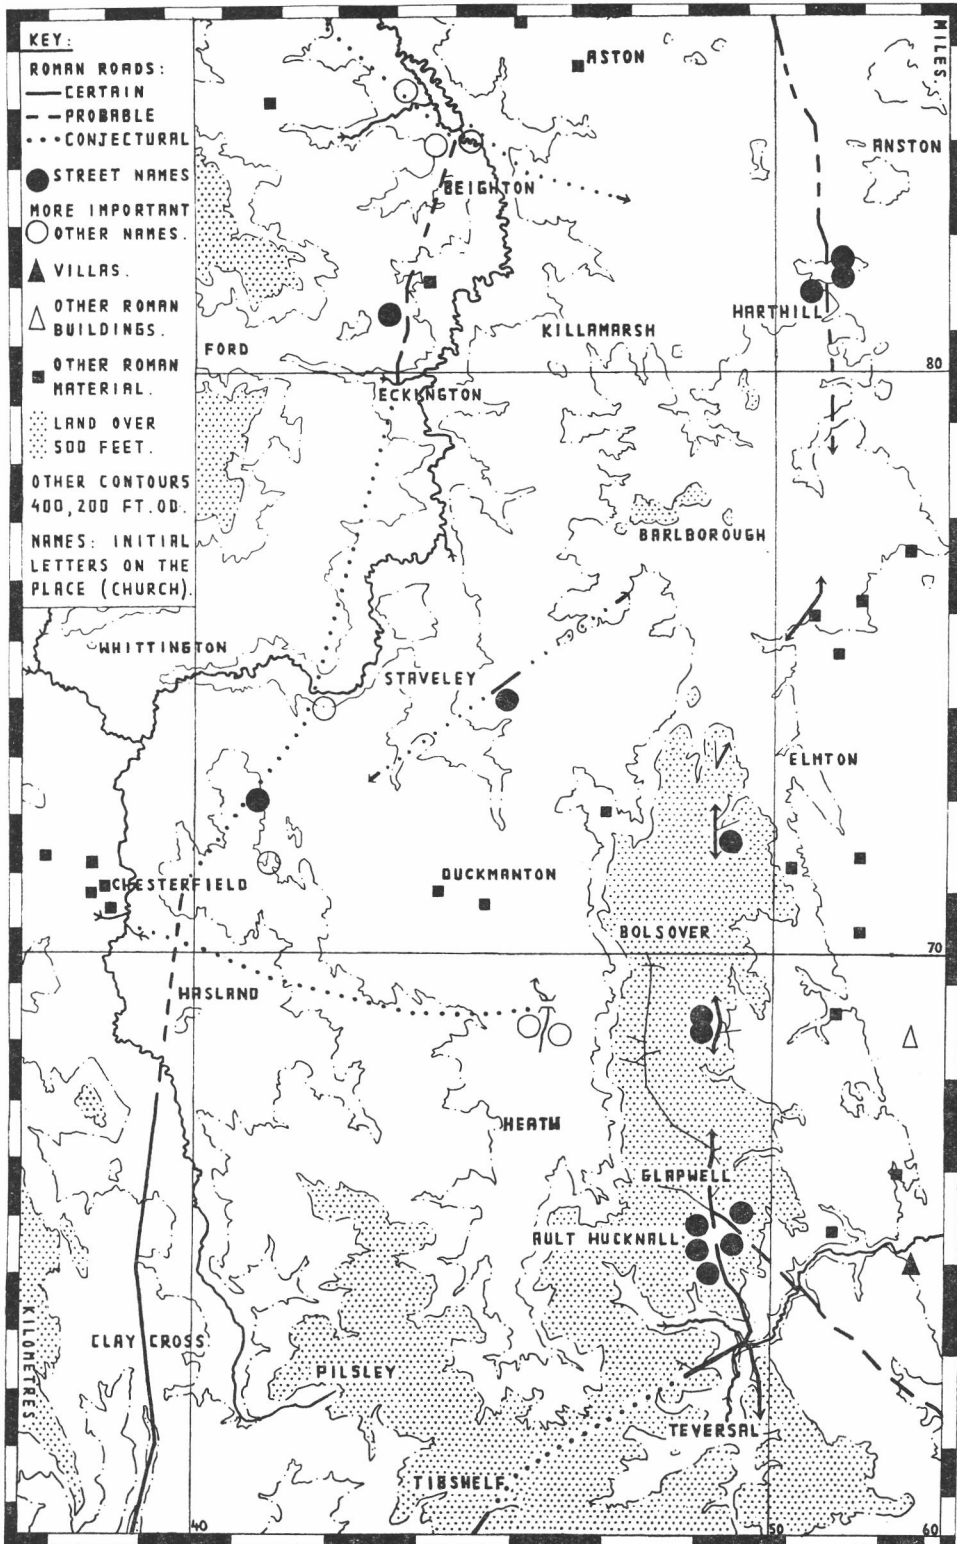 KEY:
ROMAN ROADS:
CERTAIN
PROBABLE
CONJECTURAL
STREET NAMES
MORE IMPORTANT
OTHER NAMES.
VILLAS.
OTHER ROMAN
BUILDINGS.
OTHER ROMAN
MATERIAL.
LAND OVER
500 FEET.
OTHER CONTOURS
400,200 FT.OD.
NAMES: INITIAL
LETTERS ON THE
PLACE (CHURCH).
MILES.
ASTON
ANSTON
BEIGHTON
HARTHILL
KILLAMARSH
FORD
80
ECKINGTON
BARLBOROUGH
WHITTINGTON
STAVELEY
ELMTON
DUCKMANTON
CHESTERFIELD
BOLSOVER
70
HASLAND
HEATH
GLAPWELL
AULT HUCKNALL
KILOMETRES.
CLAY CROSS
PILSLEY
TEVERSAL
TIBSHELF
40
50
60